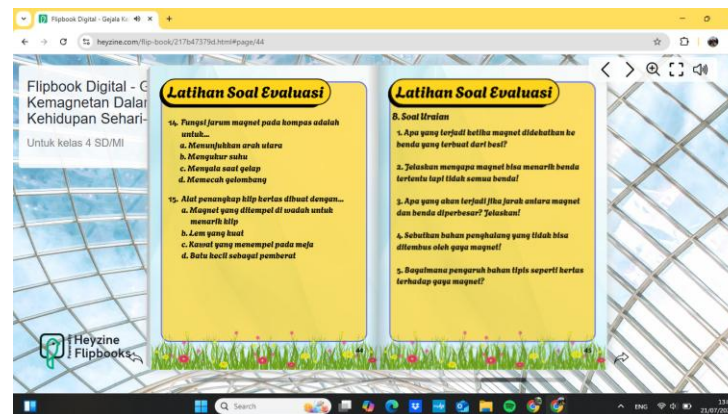 Flipbook Digital - Gejala Ke
heyzine.com/flip-book/217b47379d.html#page/44
Flipbook Digital - G
Kemagnetan Dalar
Kehidupan Sehari-
Untuk kelas 4 SD/MI
Latihan Soal Evaluasi
14. Fungsi jarum magnet pada kompas adalah
untuk...
a. Menunjukkan arah utara
b. Mengukur suhu
c. Menyala saat gelap
d. Memecah gelombang
15. Alat penangkap klip kertas dibuat dengan...
a. Magnet yang ditempel di wadah untuk
menarik klip
b. Lem yang kuat
c. Kawat yang menempel pada meja
d. Batu kecil sebagai pemberat
44
Latihan Soal Evaluasi
B. Soal Uraian
1. Apa yang terjadi ketika magnet didekatkan ke
benda yang terbuat dari besi?
2. Jelaskan mengapa magnet bisa menarik benda
tertentu tapi tidak semua benda!
3. Apa yang akan terjadi jika jarak antara magnet
dan benda diperbesar? Jelaskan!
4. Sebutkan bahan penghalang yang tidak bisa
ditembus oleh gaya magnet!
5. Bagaimana pengaruh bahan tipis seperti kertas
terhadap gaya magnet?
Heyzine
Flipbooks
Search
ENG